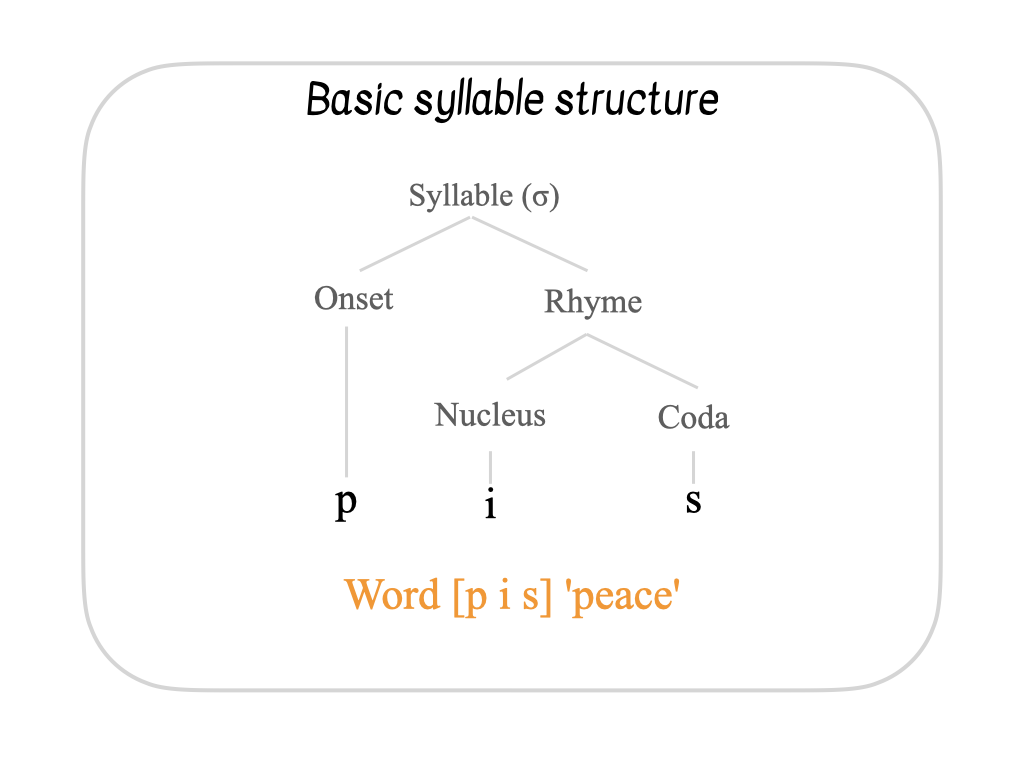 Basic syllable structure
Syllable (σ)
Onset
Rhyme
Nucleus
Coda
p
i
s
Word [p i s] 'peace'